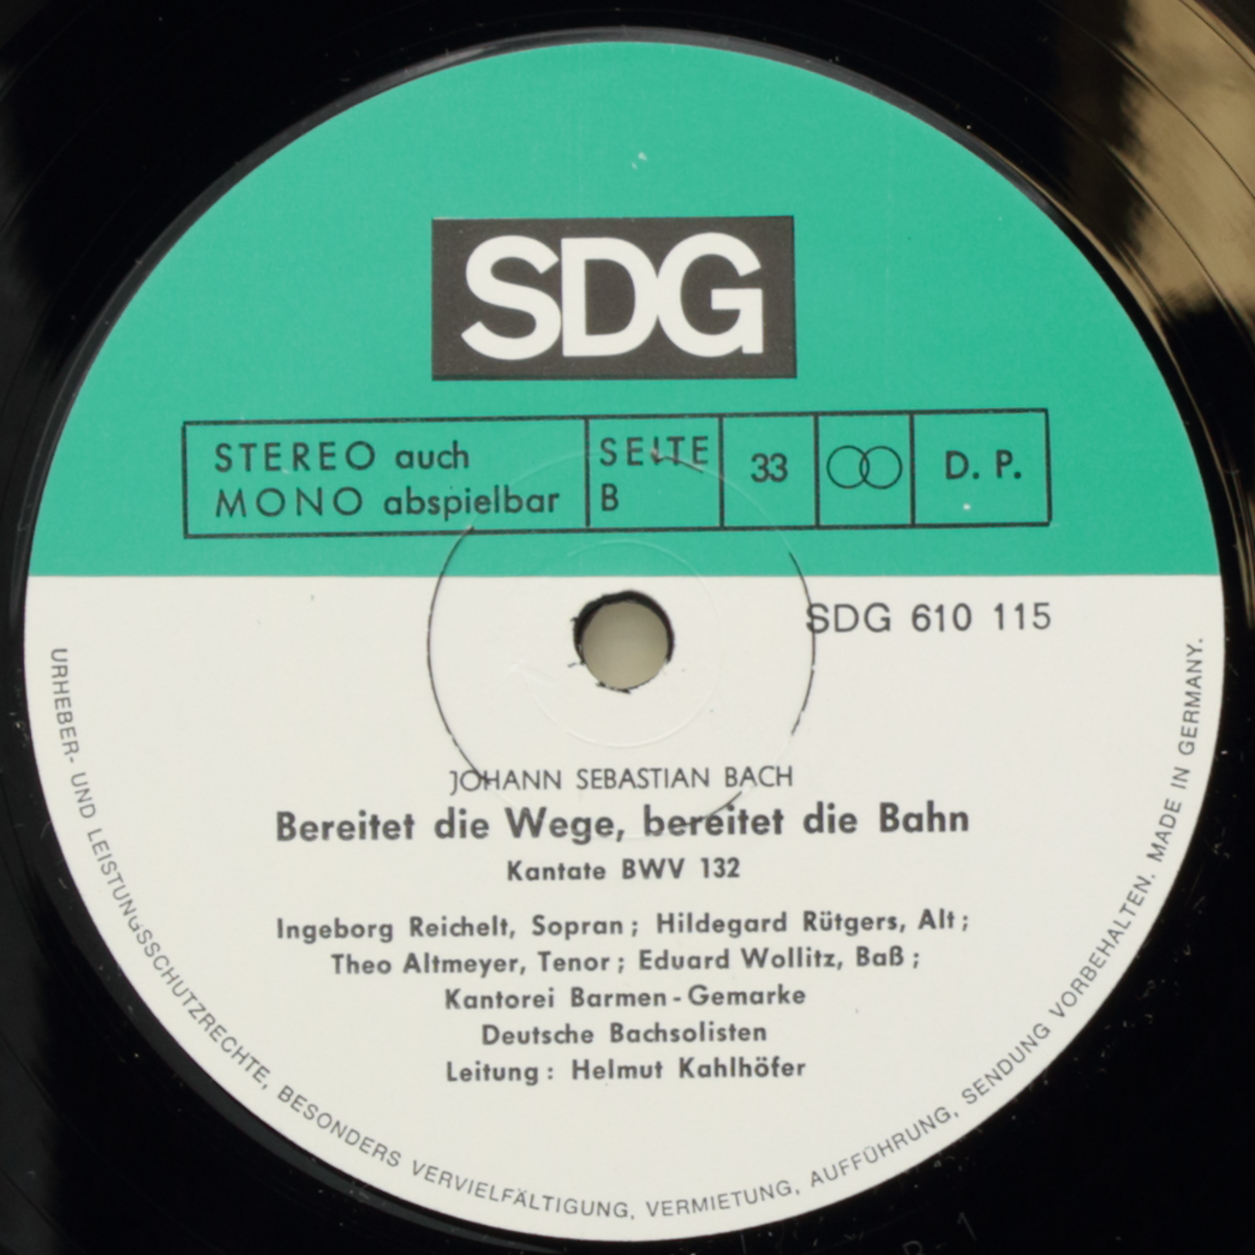 SDG
STEREO auch
MONO abspielbar
SEITE
B
33
D. P.
SDG 610 115
JOHANN SEBASTIAN BACH
Bereitet die Wege, bereitet die Bahn
Kantate BWV 132
Ingeborg Reichelt, Sopran; Hildegard Rütgers, Alt;
Theo Altmeyer, Tenor; Eduard Wollitz, Baß;
Kantorei Barmen-Gemarke
Deutsche Bachsolisten
Leitung: Helmut Kahlhöfer
URHEBER- UND LEISTUNGSSCHUTZRECHTE, BESONDERS VERVIELFÄLTIGUNG, VERMIETUNG, AUFFÜHRUNG, SENDUNG VORBEHALTEN. MADE IN GERMANY.